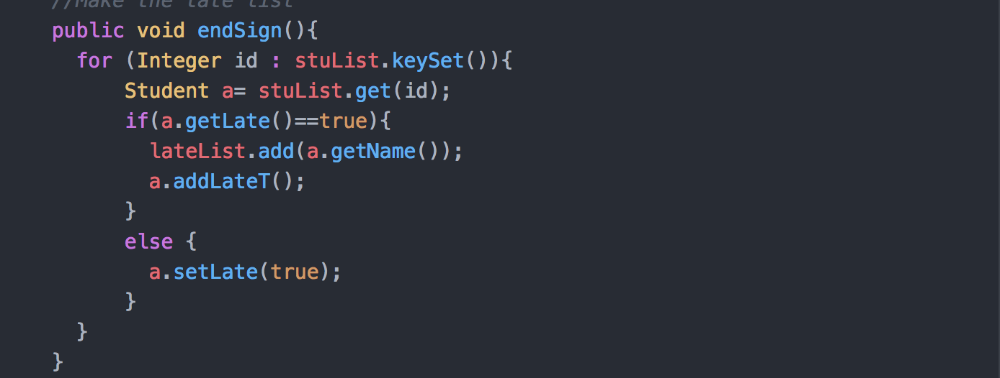 //Make the late list
public void endSign(){
for (Integer id : stuList.keySet()){
Student a= stuList.get(id);
if(a.getLate()==true){
lateList.add(a.getName());
a.addLateT();
}
else {
a.setLate(true);
}
}
}